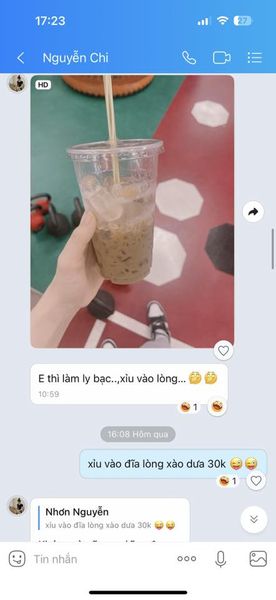 17:23
27
Nguyễn Chi
HD
E thì làm ly bạc..,xỉu vào lòng...
10:59
1
16:08 Hôm qua
xỉu vào đĩa lòng xào dưa 30k
1
Nhơn Nguyễn
xỉu vào đĩa lòng xào dưa 30k
Tin nhắn